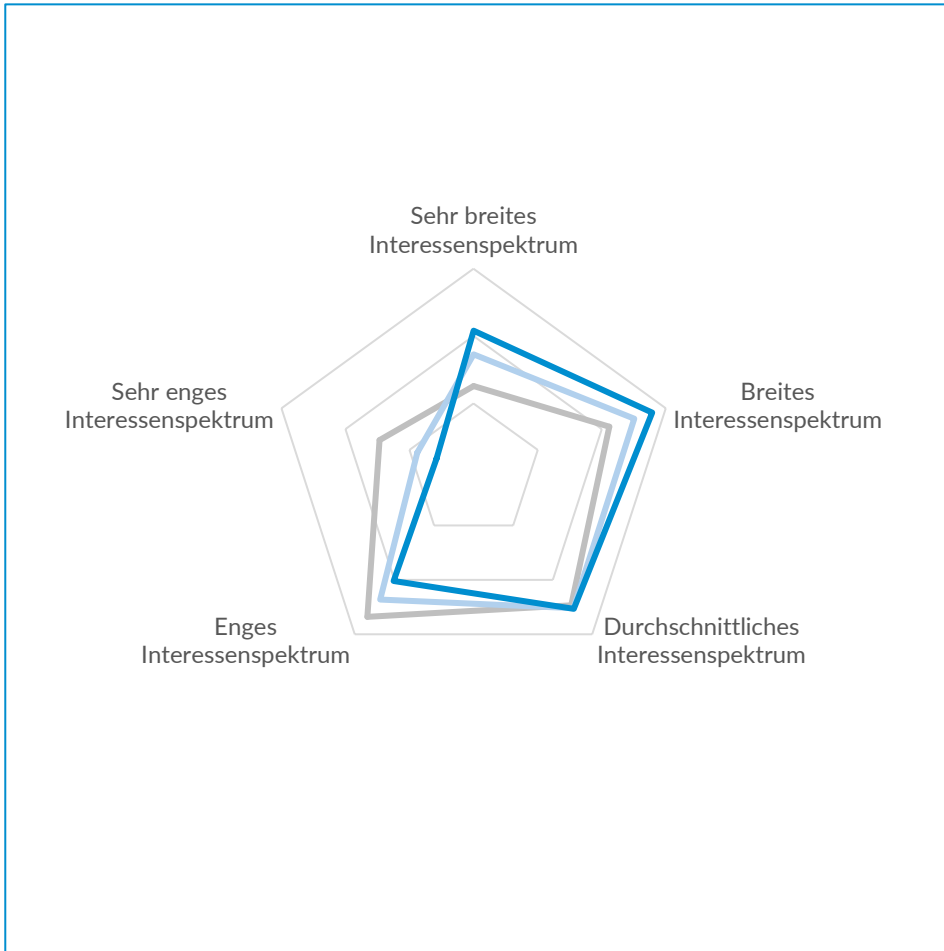 Sehr breites
Interessenspektrum
Sehr enges
Interessenspektrum
Breites
Interessenspektrum
Enges
Interessenspektrum
Durchschnittliches
Interessenspektrum